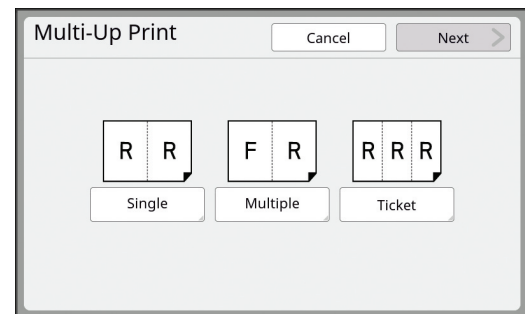 Multi-Up Print
Cancel
Next
R R
F R
R R R
Single
Multiple
Ticket